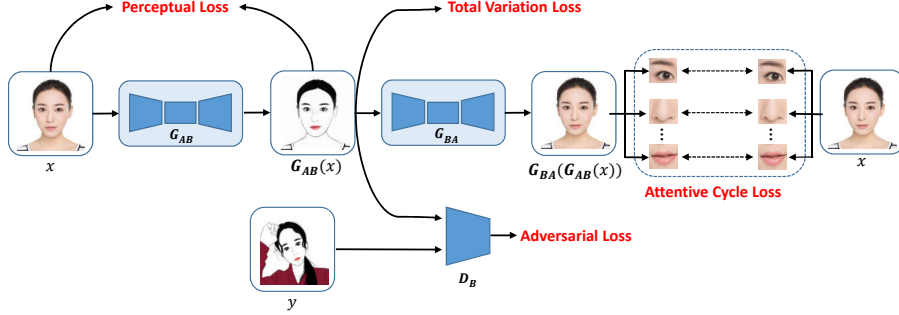 Perceptual Loss
Total Variation Loss
x
G_AB
G_AB(x)
G_BA
G_BA(G_AB(x))
...
...
x
Attentive Cycle Loss
y
D_B
Adversarial Loss